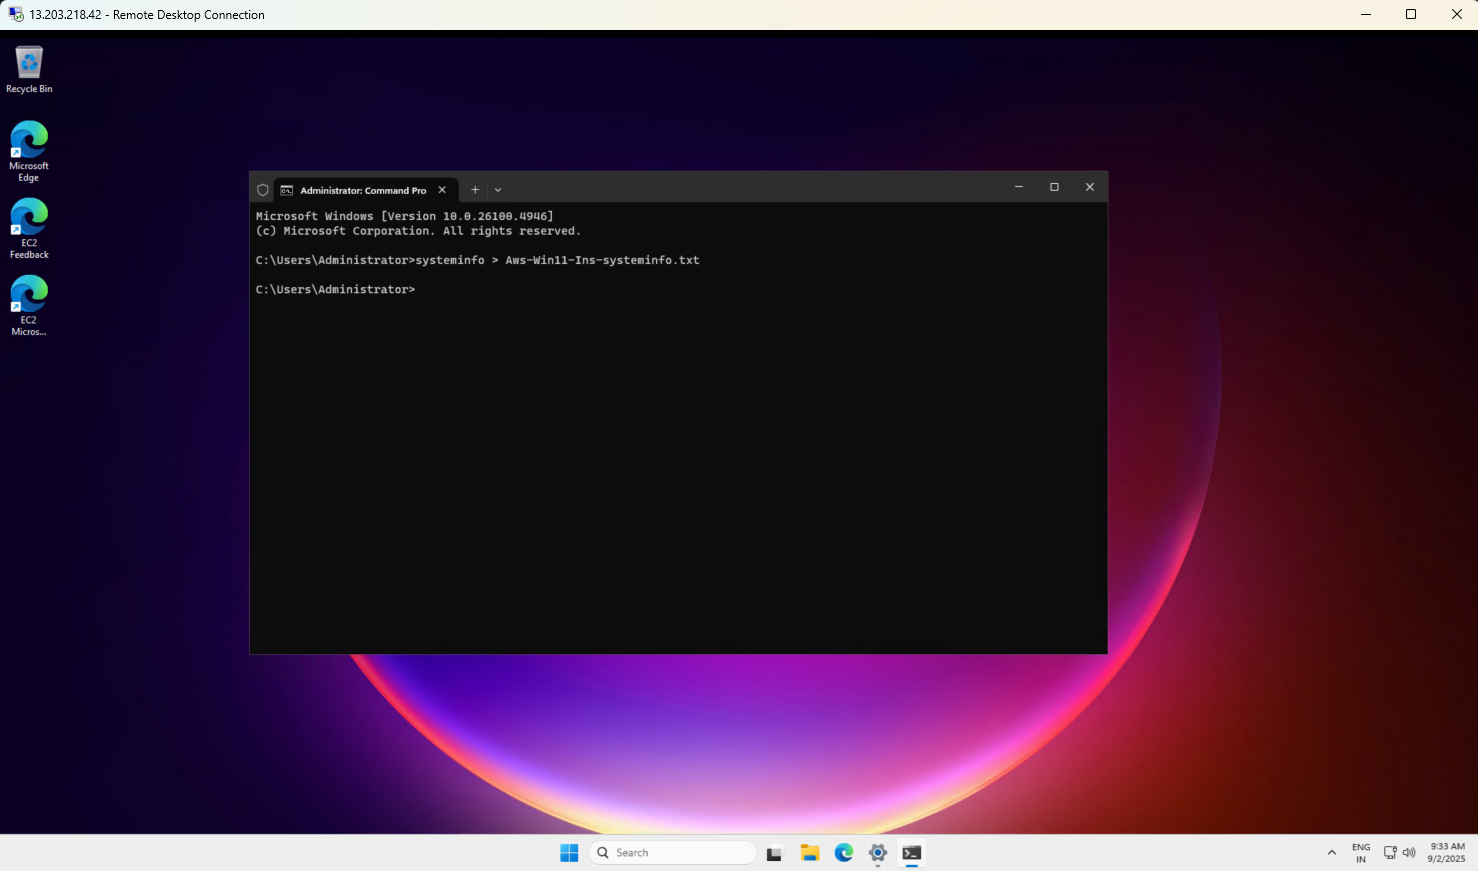 13.203.218.42 - Remote Desktop Connection
Recycle Bin
Microsoft
Edge
EC2
Feedback
EC2
Micros...
Administrator: Command Pro
Microsoft Windows [Version 10.0.26100.4946]
(c) Microsoft Corporation. All rights reserved.
C:\Users\Administrator>systeminfo > Aws-Win11-Ins-systeminfo.txt
C:\Users\Administrator>
Search
ENG
IN
9:33 AM
9/2/2025